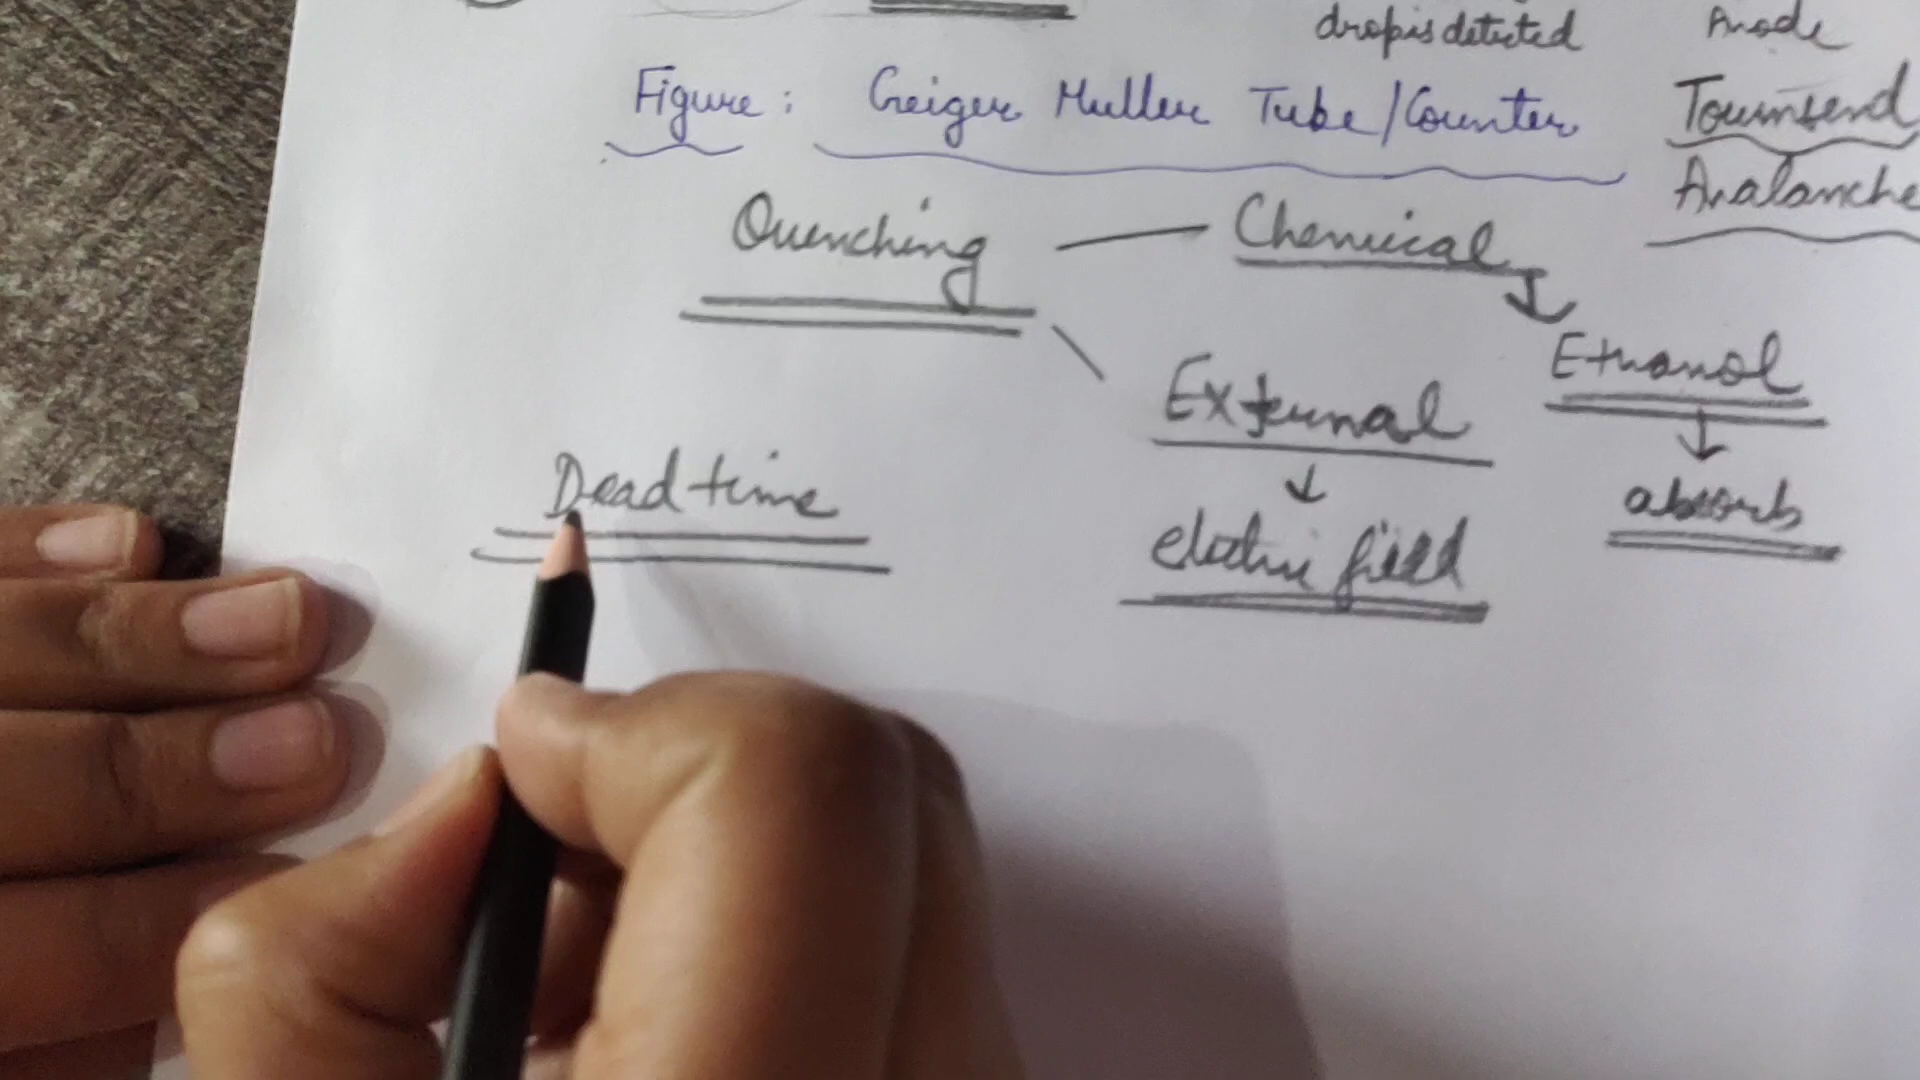 drop is detected
Anode
Figure: Geiger Muller Tube/Counter
Townsend
Avalanche
Quenching — Chemical
Ethanol
External
absorb
Dead time
electric field